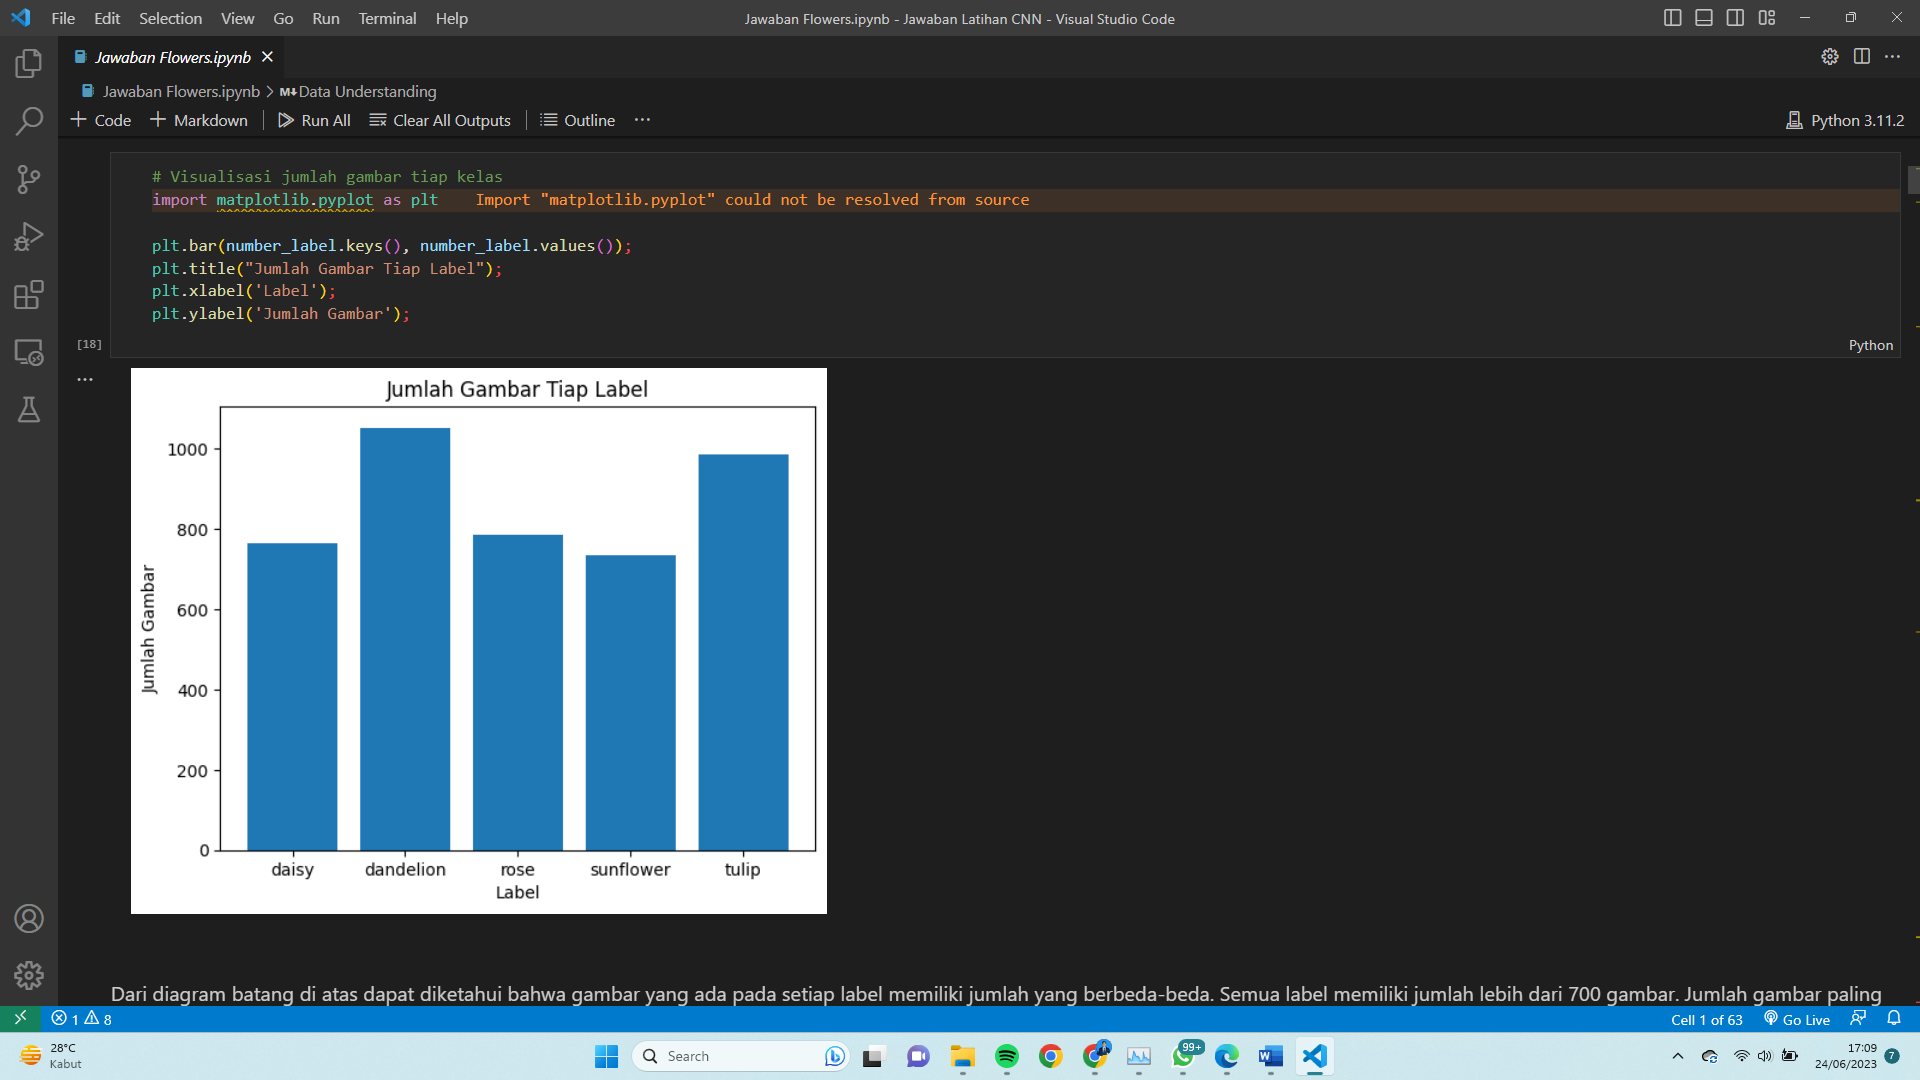 File Edit Selection View Go Run Terminal Help
Jawaban Flowers.ipynb - Jawaban Latihan CNN - Visual Studio Code
Jawaban Flowers.ipynb
Jawaban Flowers.ipynb > M↓Data Understanding
+ Code + Markdown | Run All Clear All Outputs | Outline ...
Python 3.11.2
# Visualisasi jumlah gambar tiap kelas
import matplotlib.pyplot as plt    Import "matplotlib.pyplot" could not be resolved from source
plt.bar(number_label.keys(), number_label.values());
plt.title("Jumlah Gambar Tiap Label");
plt.xlabel('Label');
plt.ylabel('Jumlah Gambar');
[18]
Python
...
Jumlah Gambar Tiap Label
1000
800
600
400
200
0
Jumlah Gambar
daisy dandelion rose sunflower tulip
Label
Dari diagram batang di atas dapat diketahui bahwa gambar yang ada pada setiap label memiliki jumlah yang berbeda-beda. Semua label memiliki jumlah lebih dari 700 gambar. Jumlah gambar paling
1 8
Cell 1 of 63 Go Live
28°C
Kabut
Search
99+
17:09
24/06/2023
7